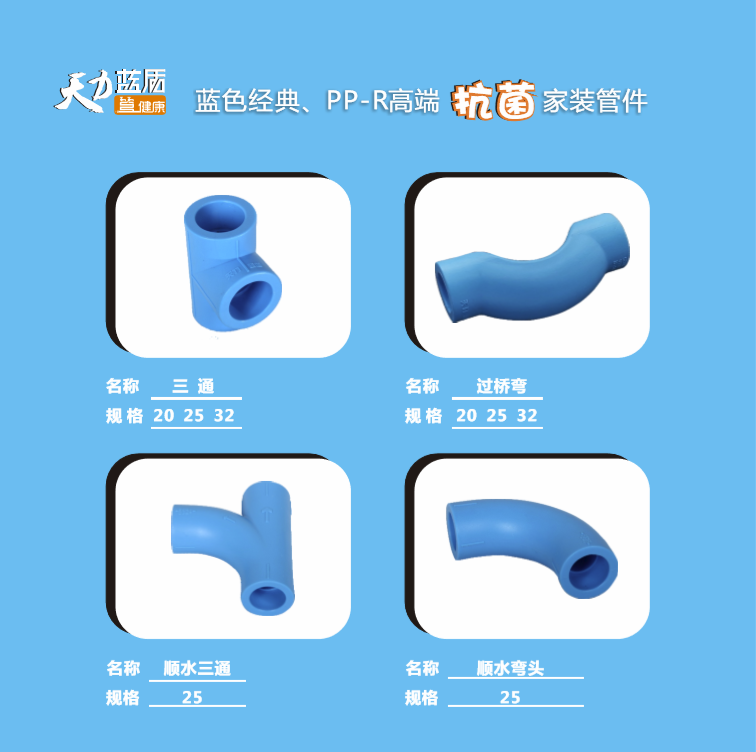 天力蓝质
管健康
蓝色经典、PP-R高端 抗菌 家装管件
名称 三 通
规格 20 25 32
名称 过桥弯
规格 20 25 32
名称 顺水三通
规格 25
名称 顺水弯头
规格 25